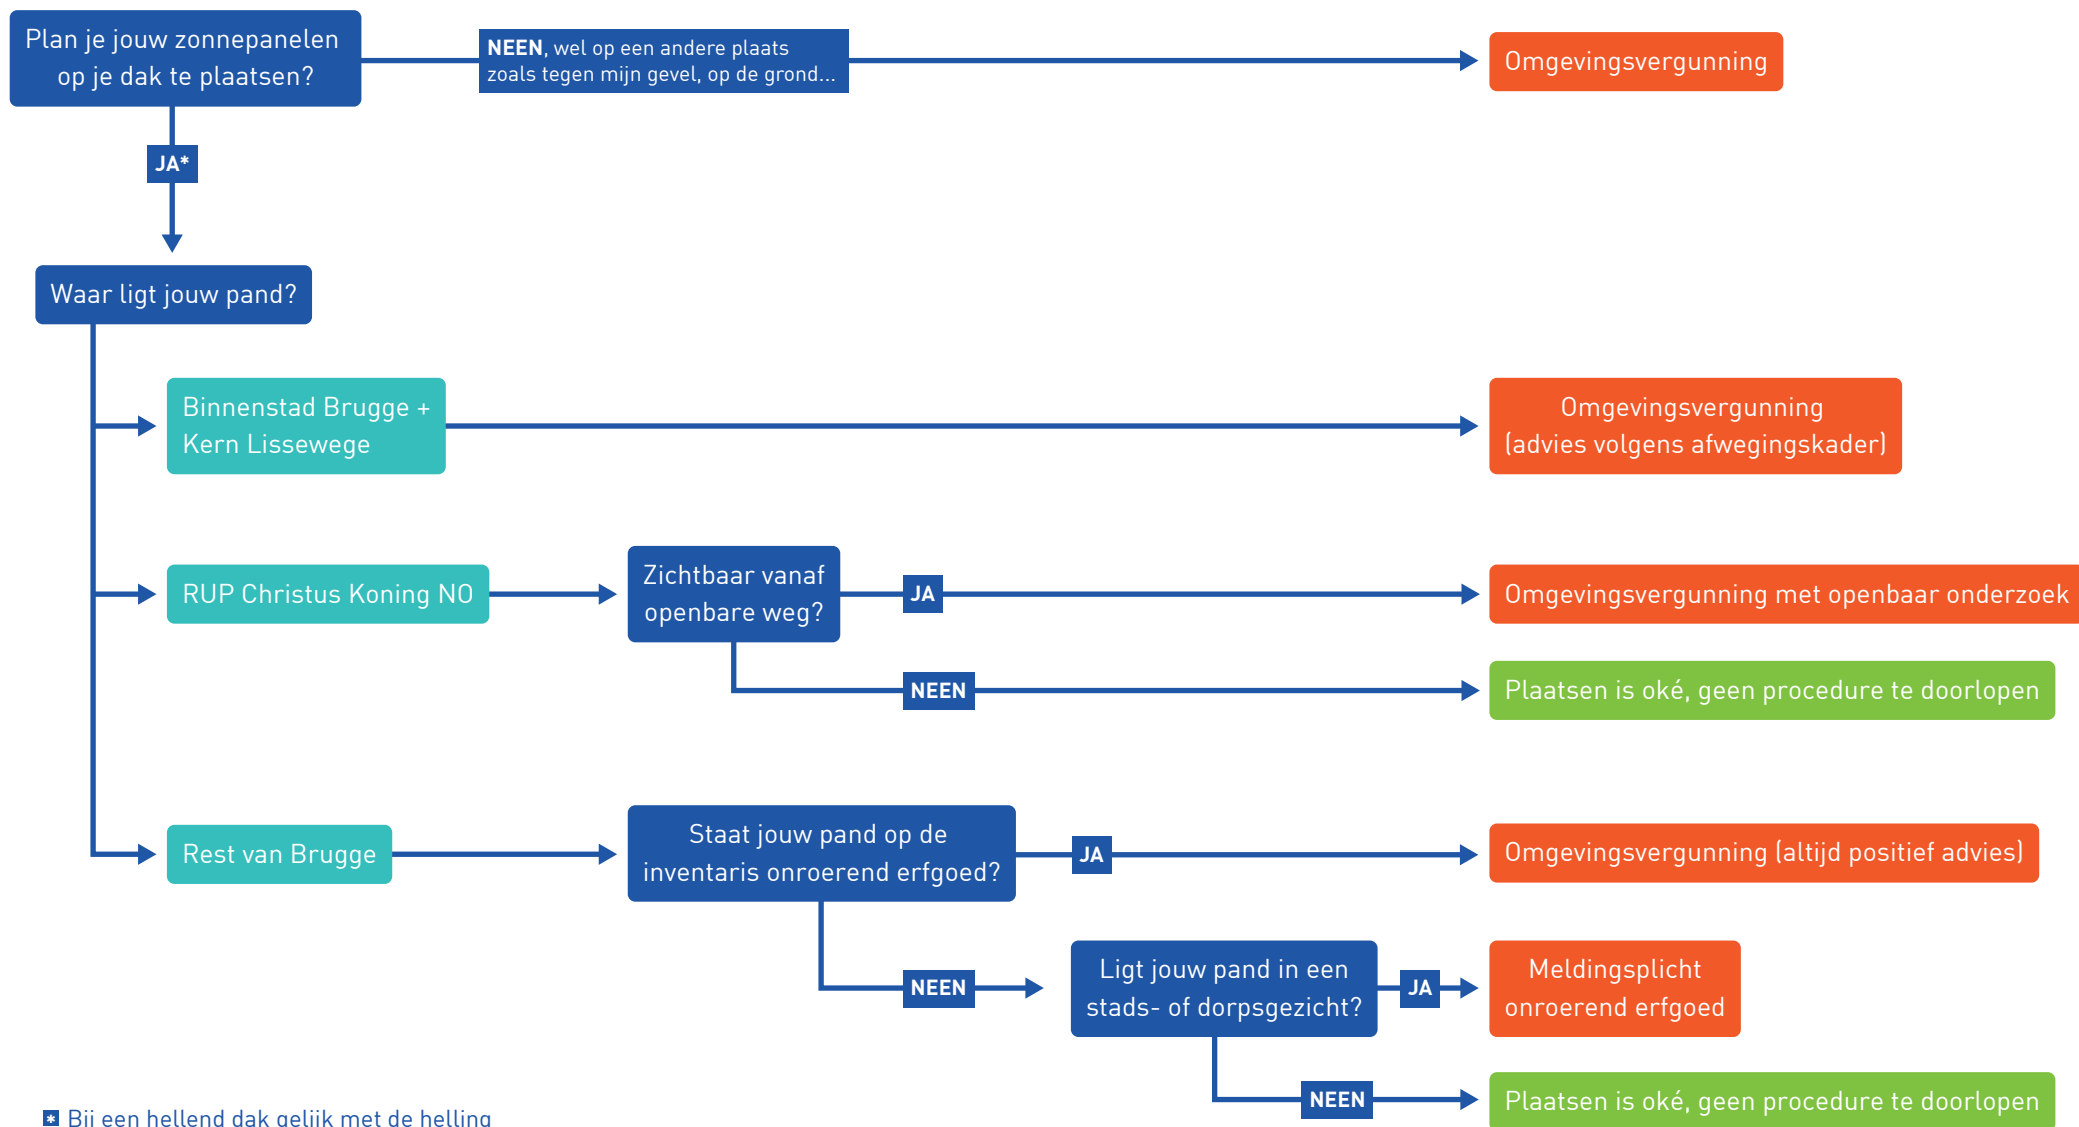 Plan je jouw zonnepanelen
op je dak te plaatsen?
NEEN, wel op een andere plaats
zoals tegen mijn gevel, op de grond...
Omgevingsvergunning
JA*
Waar ligt jouw pand?
Binnenstad Brugge +
Kern Lissewege
Omgevingsvergunning
(advies volgens afwegingskader)
RUP Christus Koning NO
Zichtbaar vanaf
openbare weg?
JA
Omgevingsvergunning met openbaar onderzoek
NEEN
Plaatsen is oké, geen procedure te doorlopen
Rest van Brugge
Staat jouw pand op de
inventaris onroerend erfgoed?
JA
Omgevingsvergunning (altijd positief advies)
NEEN
Ligt jouw pand in een
stads- of dorpsgezicht?
JA
Meldingsplicht
onroerend erfgoed
NEEN
Plaatsen is oké, geen procedure te doorlopen
* Bij een hellend dak gelijk met de helling